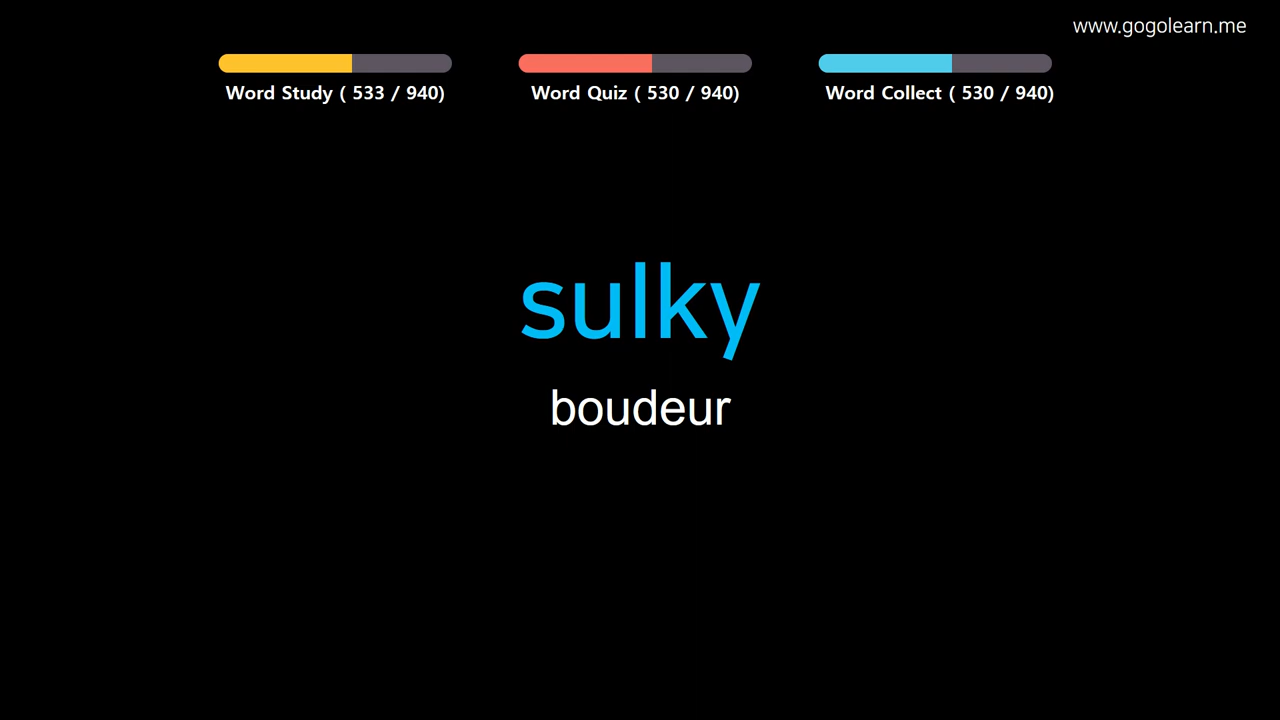 www.gogolearn.me
Word Study ( 533 / 940)
Word Quiz ( 530 / 940)
Word Collect ( 530 / 940)
sulky
boudeur